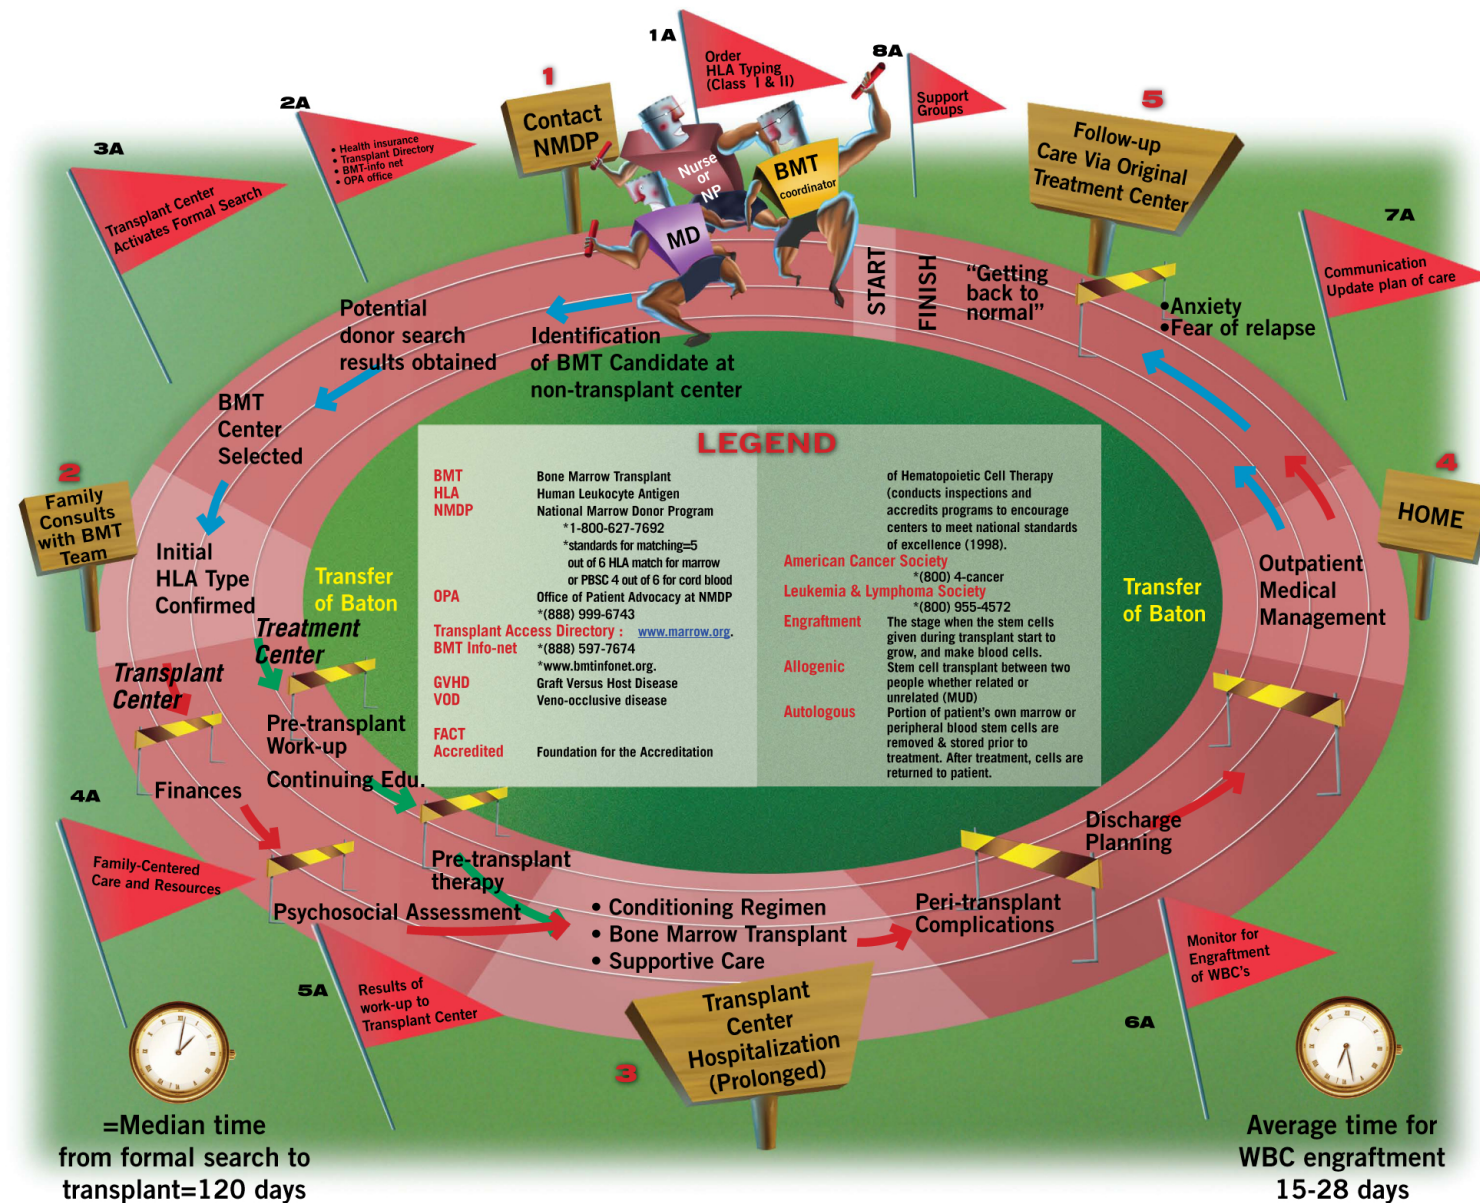 1A
Order
HLA Typing
(Class I & II)
8A
Support
Groups
1
Contact
NMDP
2A
• Health insurance
• Transplant Directory
• BMT-info net
• OPA office
3A
Transplant Center
Activates Formal Search
Nurse
or
NP
BMT
coordinator
MD
5
Follow-up
Care Via Original
Treatment Center
7A
Communication
Update plan of care
START
FINISH
“Getting
back to
normal”
•Anxiety
•Fear of relapse
Identification
of BMT Candidate at
non-transplant center
Potential
donor search
results obtained
BMT
Center
Selected
2
Family
Consults
with BMT
Team
Initial
HLA Type
Confirmed
Transfer
of Baton
Treatment
Center
Transplant
Center
Pre-transplant
Work-up
Continuing Edu.
Finances
4A
Family-Centered
Care and Resources
Pre-transplant
therapy
Psychosocial Assessment
5A
Results of
work-up to
Transplant Center
• Conditioning Regimen
• Bone Marrow Transplant
• Supportive Care
3
Transplant
Center
Hospitalization
(Prolonged)
Peri-transplant
Complications
Discharge
Planning
6A
Monitor for
Engraftment
of WBC's
Transfer
of Baton
Outpatient
Medical
Management
4
HOME
LEGEND
BMT Bone Marrow Transplant
HLA Human Leukocyte Antigen
NMDP National Marrow Donor Program
*1-800-627-7692
*standards for matching=5
out of 6 HLA match for marrow
or PBSC 4 out of 6 for cord blood
OPA Office of Patient Advocacy at NMDP
*(888) 999-6743
Transplant Access Directory : www.marrow.org.
BMT Info-net *(888) 597-7674
*www.bmtinfonet.org.
GVHD Graft Versus Host Disease
VOD Veno-occlusive disease
FACT
Accredited Foundation for the Accreditation
of Hematopoietic Cell Therapy
(conducts inspections and
accredits programs to encourage
centers to meet national standards
of excellence (1998).
American Cancer Society
*(800) 4-cancer
Leukemia & Lymphoma Society
*(800) 955-4572
Engraftment The stage when the stem cells
given during transplant start to
grow, and make blood cells.
Allogenic Stem cell transplant between two
people whether related or
unrelated (MUD)
Autologous Portion of patient's own marrow or
peripheral blood stem cells are
removed & stored prior to
treatment. After treatment, cells are
returned to patient.
=Median time
from formal search to
transplant=120 days
Average time for
WBC engraftment
15-28 days